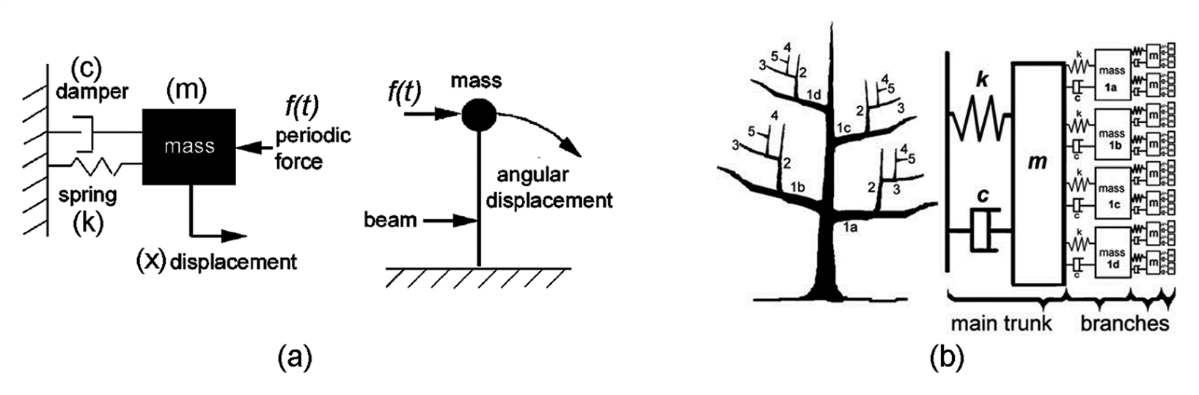 (c)
damper
(m)
mass
f(t)
periodic
force
spring
(k)
(x) displacement
f(t)
mass
angular
displacement
beam
(a)
4
5
3
2
1d
4
5
2
3
1c
4
5
3
2
1b
4
5
2
3
1a
k
c
m
k
mass
1a
c
m
m
k
mass
1b
c
m
m
k
mass
1c
c
m
m
k
mass
1d
c
m
m
main trunk
branches
(b)